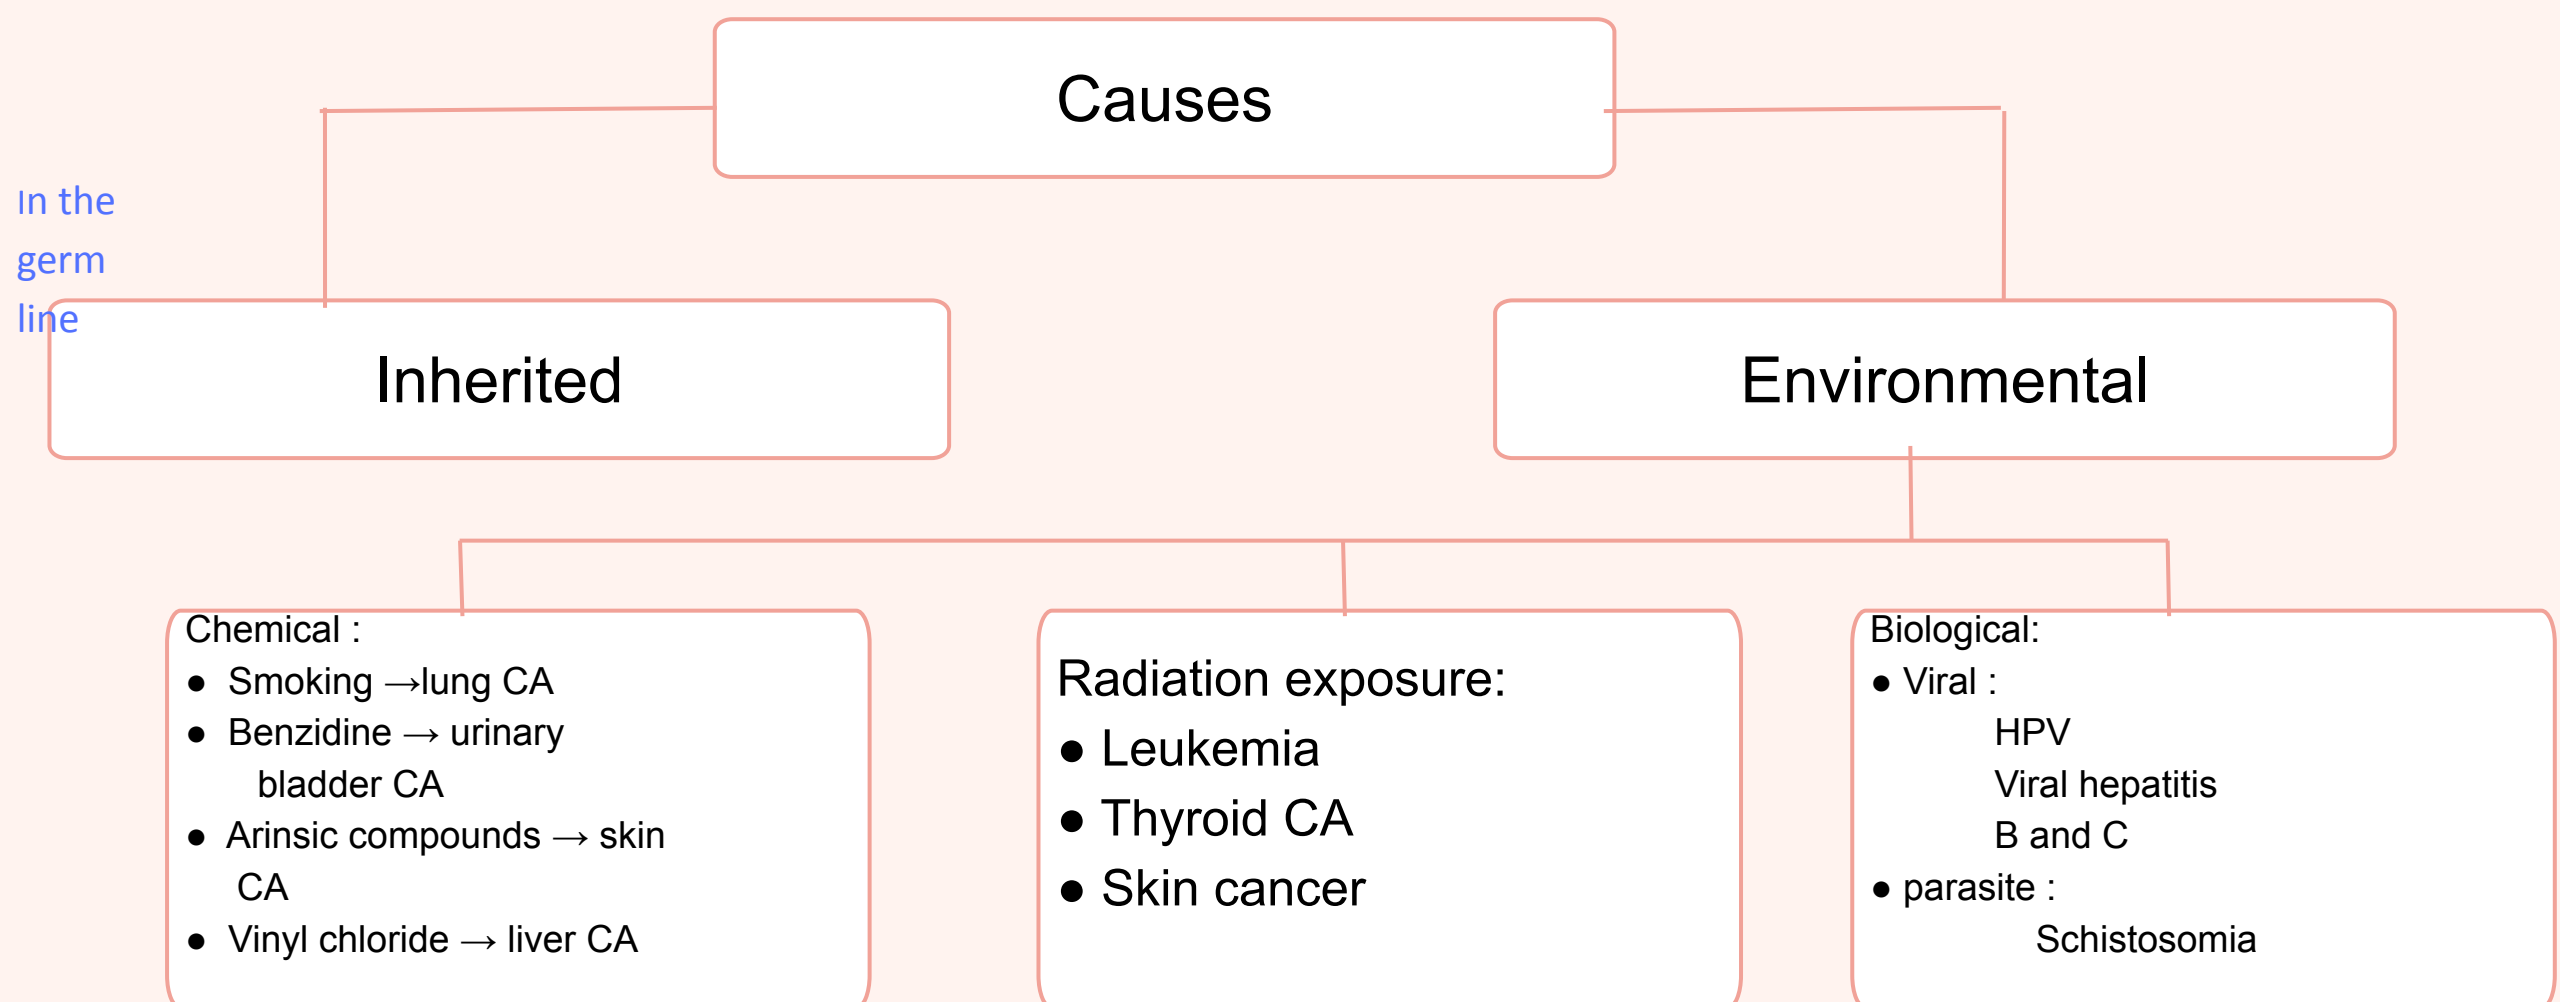 Causes
In the
germ
line
Inherited
Environmental
Chemical :
● Smoking →lung CA
● Benzidine → urinary
bladder CA
● Arinsic compounds → skin
CA
● Vinyl chloride → liver CA
Radiation exposure:
● Leukemia
● Thyroid CA
● Skin cancer
Biological:
● Viral :
HPV
Viral hepatitis
B and C
● parasite :
Schistosomia